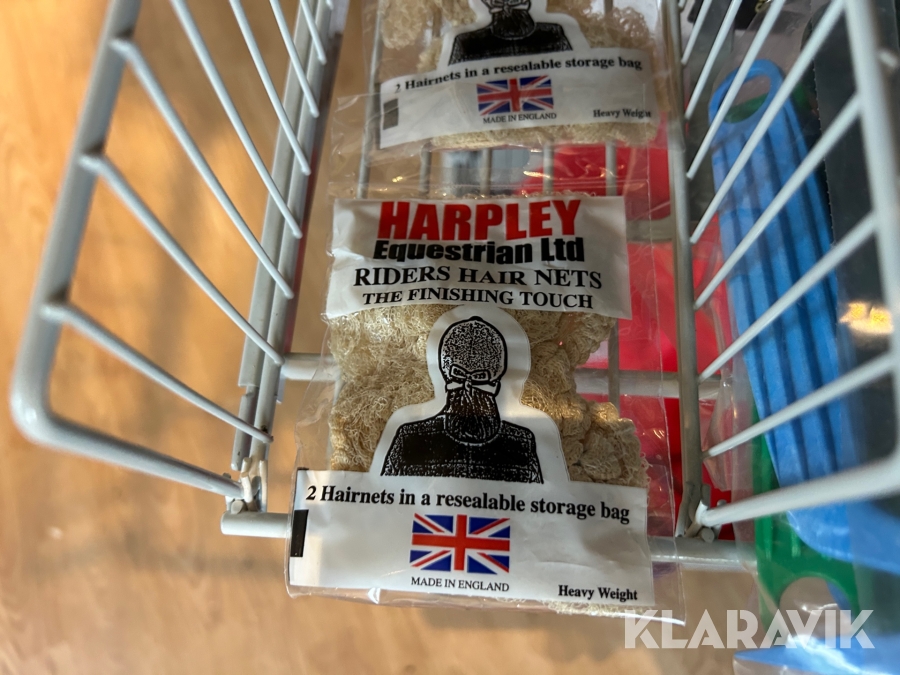 2 Hairnets in a resealable storage bag
MADE IN ENGLAND
Heavy Weight
HARPLEY
Equestrian Ltd
RIDERS HAIR NETS
THE FINISHING TOUCH
2 Hairnets in a resealable storage bag
MADE IN ENGLAND
Heavy Weight
KLARAVIK